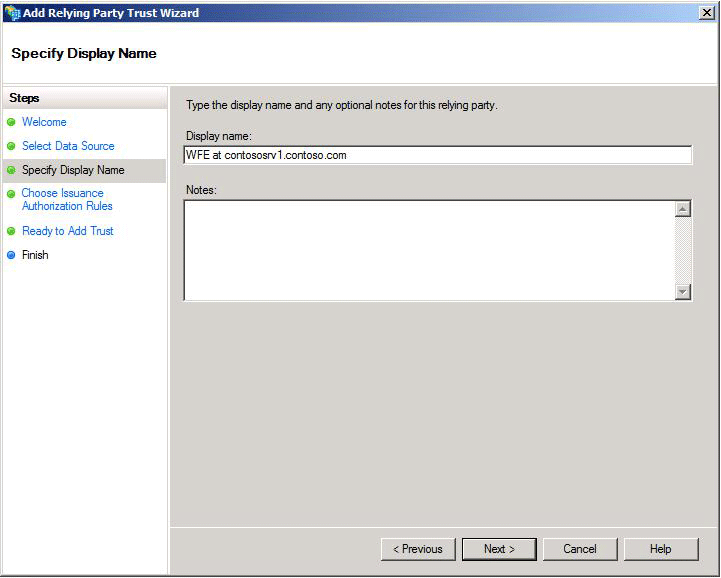 Add Relying Party Trust Wizard
Specify Display Name
Steps
Welcome
Select Data Source
Specify Display Name
Choose Issuance
Authorization Rules
Ready to Add Trust
Finish
Type the display name and any optional notes for this relying party.
Display name:
WFE at contososrv1.contoso.com
Notes:
< Previous
Next >
Cancel
Help